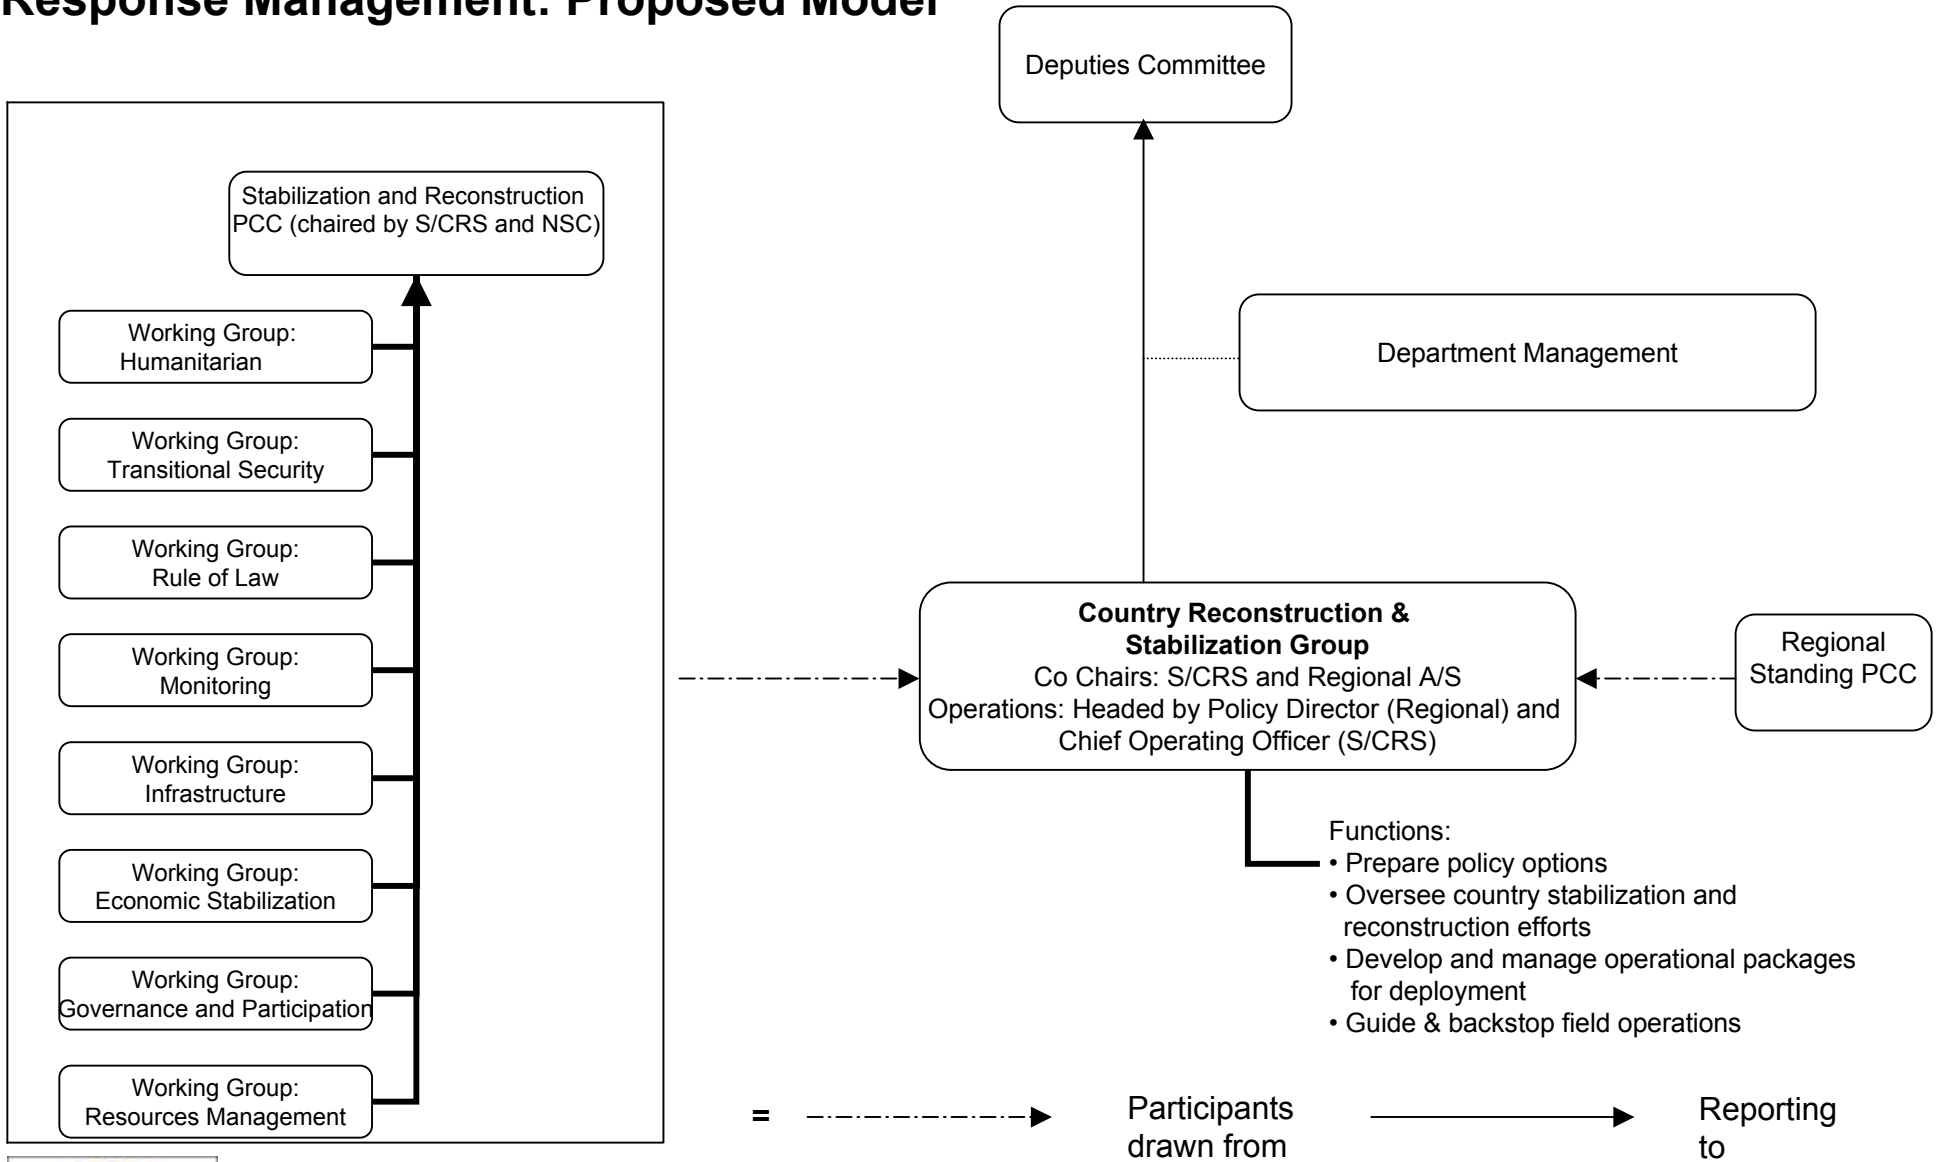 Response Management: Proposed Model
Deputies Committee
Stabilization and Reconstruction
PCC (chaired by S/CRS and NSC)
Working Group:
Humanitarian
Working Group:
Transitional Security
Working Group:
Rule of Law
Working Group:
Monitoring
Working Group:
Infrastructure
Working Group:
Economic Stabilization
Working Group:
Governance and Participation
Working Group:
Resources Management
Department Management
Country Reconstruction &
Stabilization Group
Co Chairs: S/CRS and Regional A/S
Operations: Headed by Policy Director (Regional) and
Chief Operating Officer (S/CRS)
Regional
Standing PCC
Functions:
• Prepare policy options
• Oversee country stabilization and
reconstruction efforts
• Develop and manage operational packages
for deployment
• Guide & backstop field operations
=
Participants
drawn from
Reporting
to